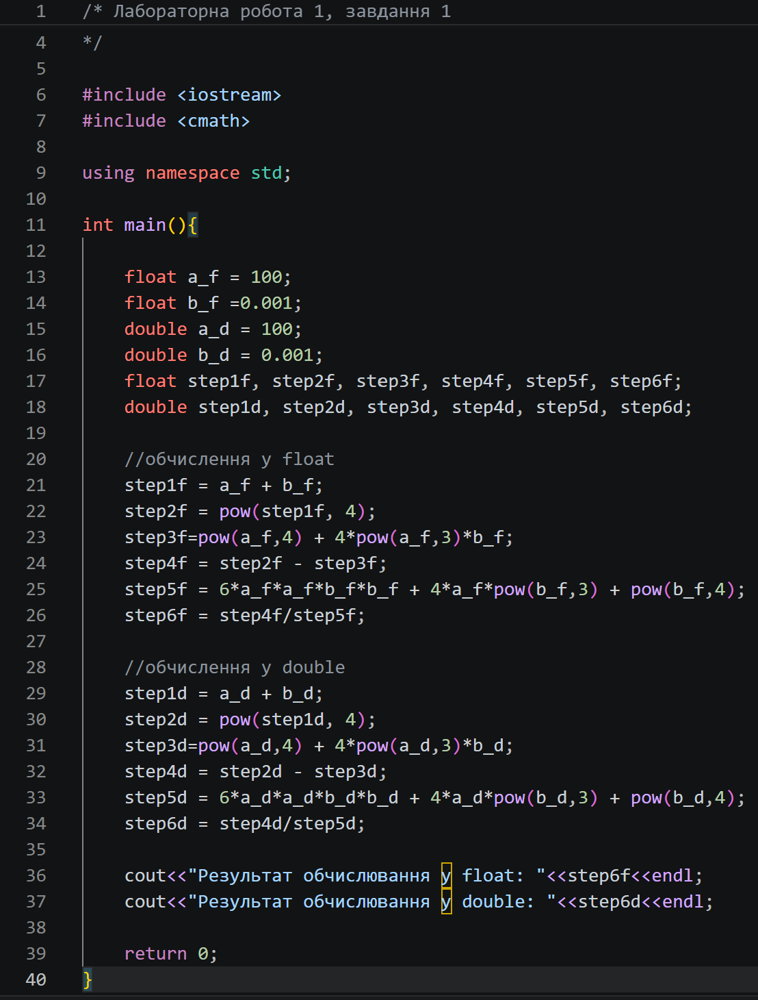 1 /* Лабораторна робота 1, завдання 1
4 */
5
6 #include <iostream>
7 #include <cmath>
8
9 using namespace std;
10
11 int main(){
12
13 float a_f = 100;
14 float b_f =0.001;
15 double a_d = 100;
16 double b_d = 0.001;
17 float step1f, step2f, step3f, step4f, step5f, step6f;
18 double step1d, step2d, step3d, step4d, step5d, step6d;
19
20 //обчислення у float
21 step1f = a_f + b_f;
22 step2f = pow(step1f, 4);
23 step3f=pow(a_f,4) + 4*pow(a_f,3)*b_f;
24 step4f = step2f - step3f;
25 step5f = 6*a_f*a_f*b_f*b_f + 4*a_f*pow(b_f,3) + pow(b_f,4);
26 step6f = step4f/step5f;
27
28 //обчислення у double
29 step1d = a_d + b_d;
30 step2d = pow(step1d, 4);
31 step3d=pow(a_d,4) + 4*pow(a_d,3)*b_d;
32 step4d = step2d - step3d;
33 step5d = 6*a_d*a_d*b_d*b_d + 4*a_d*pow(b_d,3) + pow(b_d,4);
34 step6d = step4d/step5d;
35
36 cout<<"Результат обчислювання у float: "<<step6f<<endl;
37 cout<<"Результат обчислювання у double: "<<step6d<<endl;
38
39 return 0;
40 }